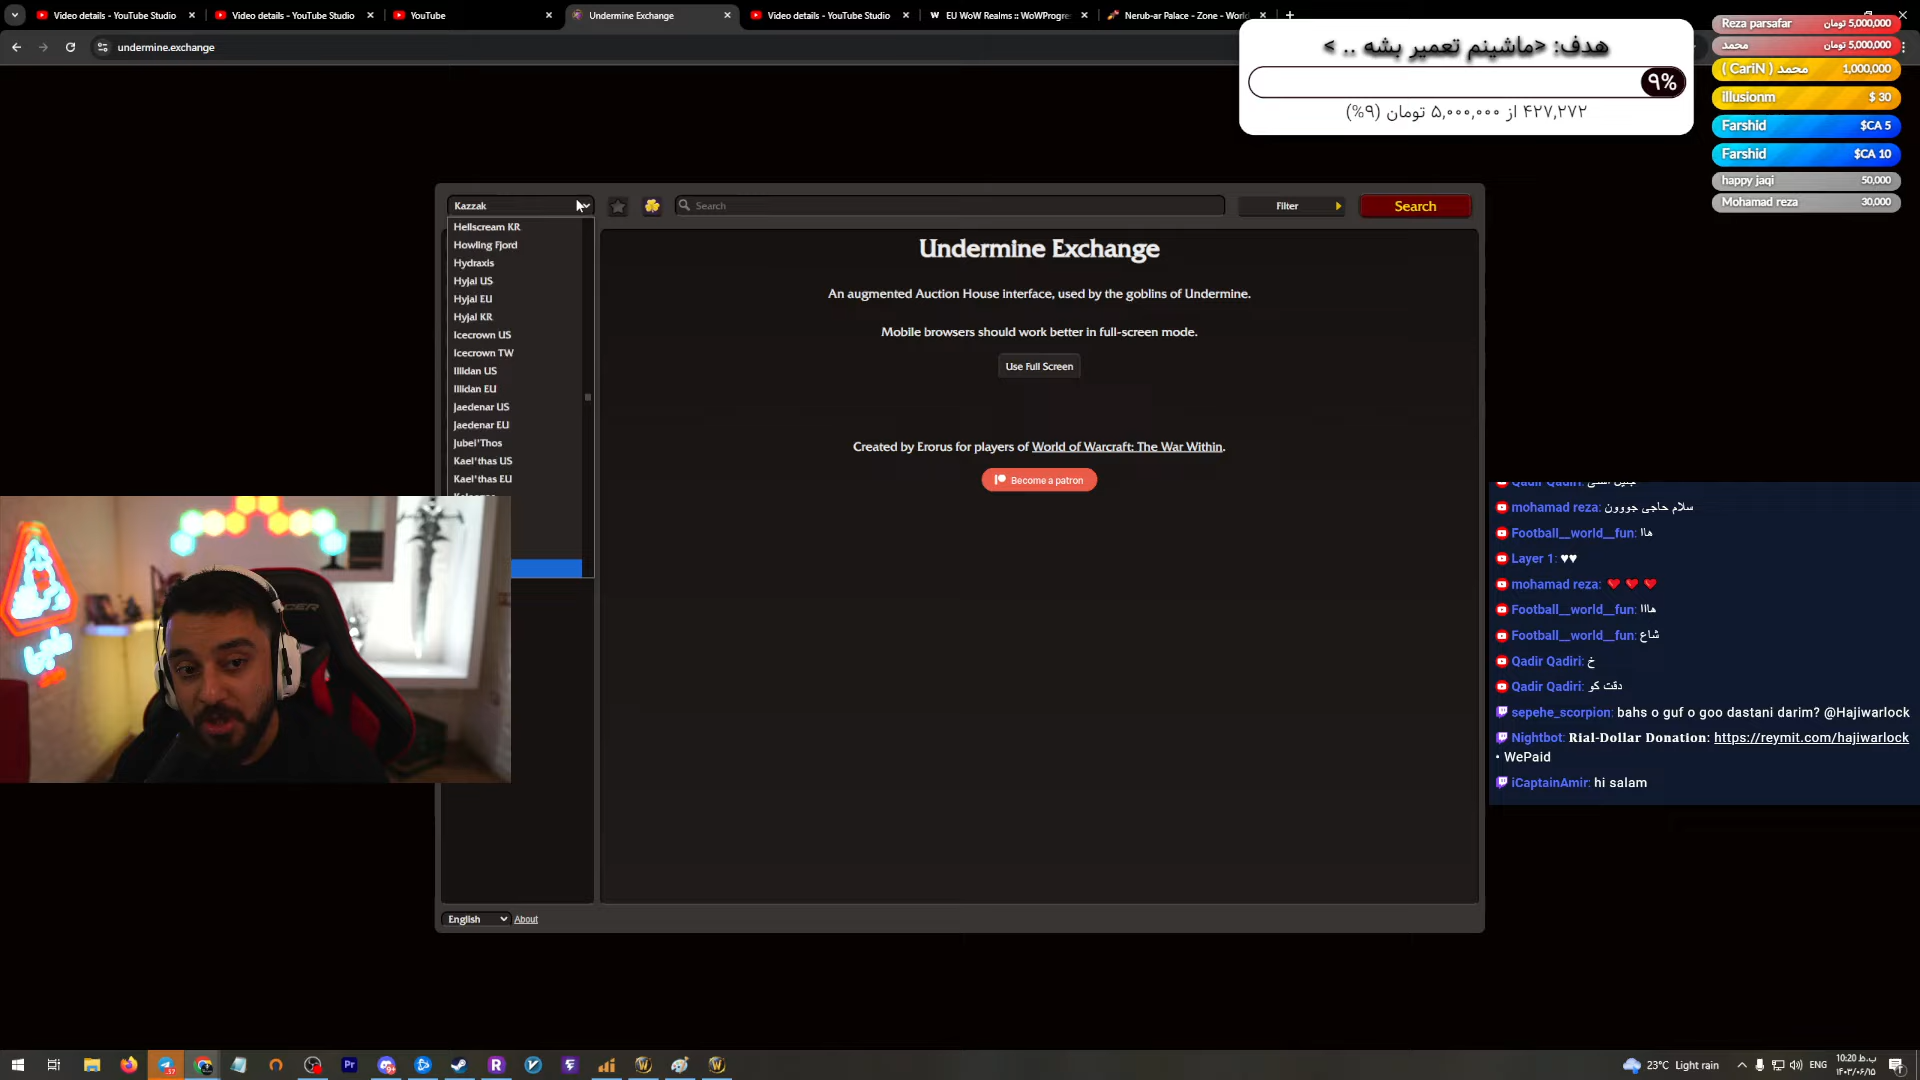 Video details - YouTube Studio
Video details - YouTube Studio
YouTube
Undermine Exchange
Video details - YouTube Studio
EU WoW Realms :: WoWProgre
Nerub-ar Palace - Zone - World
undermine.exchange
هدف: <ماشینم تعمیر بشه .. >
۹%
۴۲۷,۲۷۲ از ۵,۰۰۰,۰۰۰ تومان (۹%)
Reza parsafar 5,000,000 تومان
محمد 5,000,000 تومان
محمد ( CariN ) 1,000,000
illusionm $ 30
Farshid $CA 5
Farshid $CA 10
happy jaqi 50,000
Mohamad reza 30,000
Kazzak
Search
Filter
Search
Hellscream KR
Howling Fjord
Hydraxis
Hyjal US
Hyjal EU
Hyjal KR
Icecrown US
Icecrown TW
Illidan US
Illidan EU
Jaedenar US
Jaedenar EU
Jubel'Thos
Kael'thas US
Kael'thas EU
Undermine Exchange
An augmented Auction House interface, used by the goblins of Undermine.
Mobile browsers should work better in full-screen mode.
Use Full Screen
Created by Erorus for players of World of Warcraft: The War Within.
Become a patron
English
About
Qadir Qadiri:
mohamad reza: سلام حاجی جووون
Football__world__fun: هاا
Layer 1: ♥♥
mohamad reza: ❤ ❤ ❤
Football__world__fun: هااا
Football__world__fun: شاع
Qadir Qadiri: خ
Qadir Qadiri: دقت کو
sepehe_scorpion: bahs o guf o goo dastani darim? @Hajiwarlock
Nightbot: Rial-Dollar Donation: https://reymit.com/hajiwarlock
• WePaid
iCaptainAmir: hi salam
23°C Light rain
ENG
10:20 ب.ظ
۱۴۰۳/۰۶/۱۵